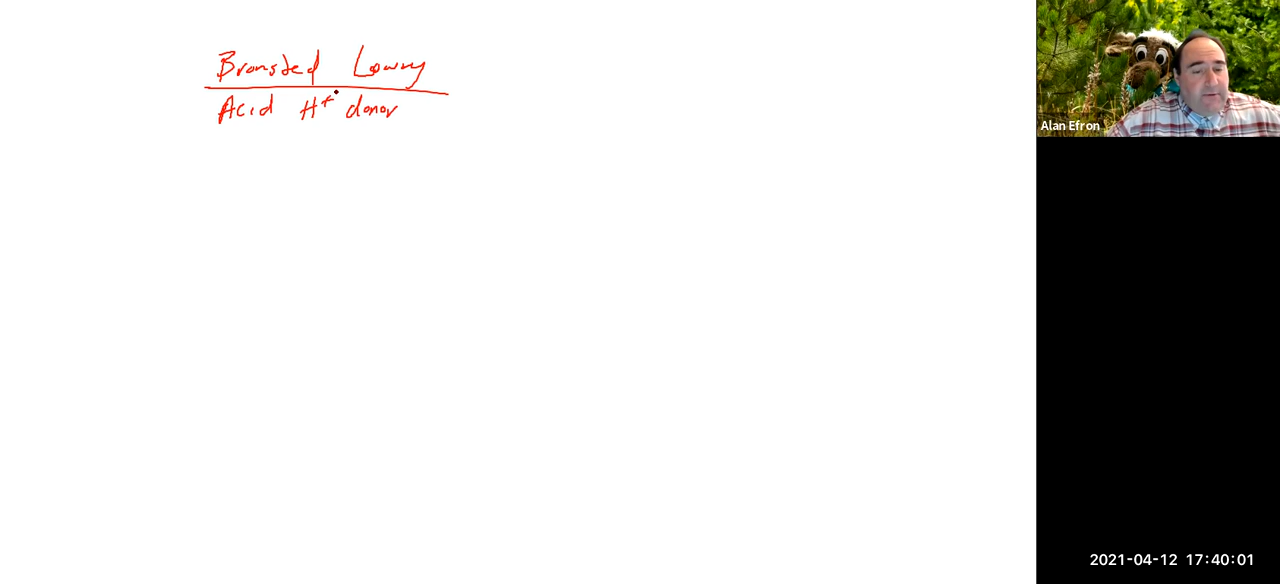 Bronsted Lowry
Acid H⁺ donor
Alan Efron
2021-04-12 17:40:01